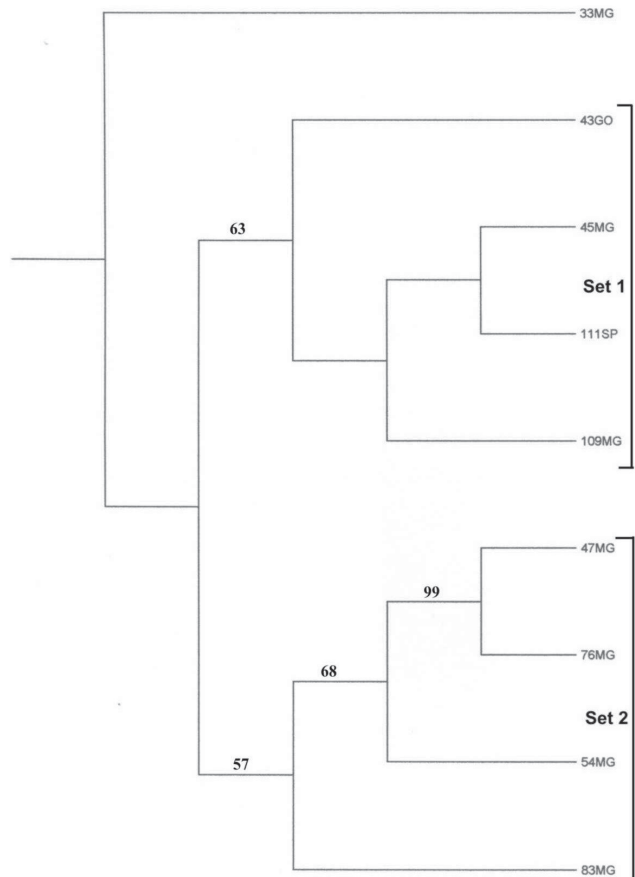 33MG
43GO
63
45MG
Set 1
111SP
109MG
47MG
99
76MG
68
Set 2
54MG
57
83MG